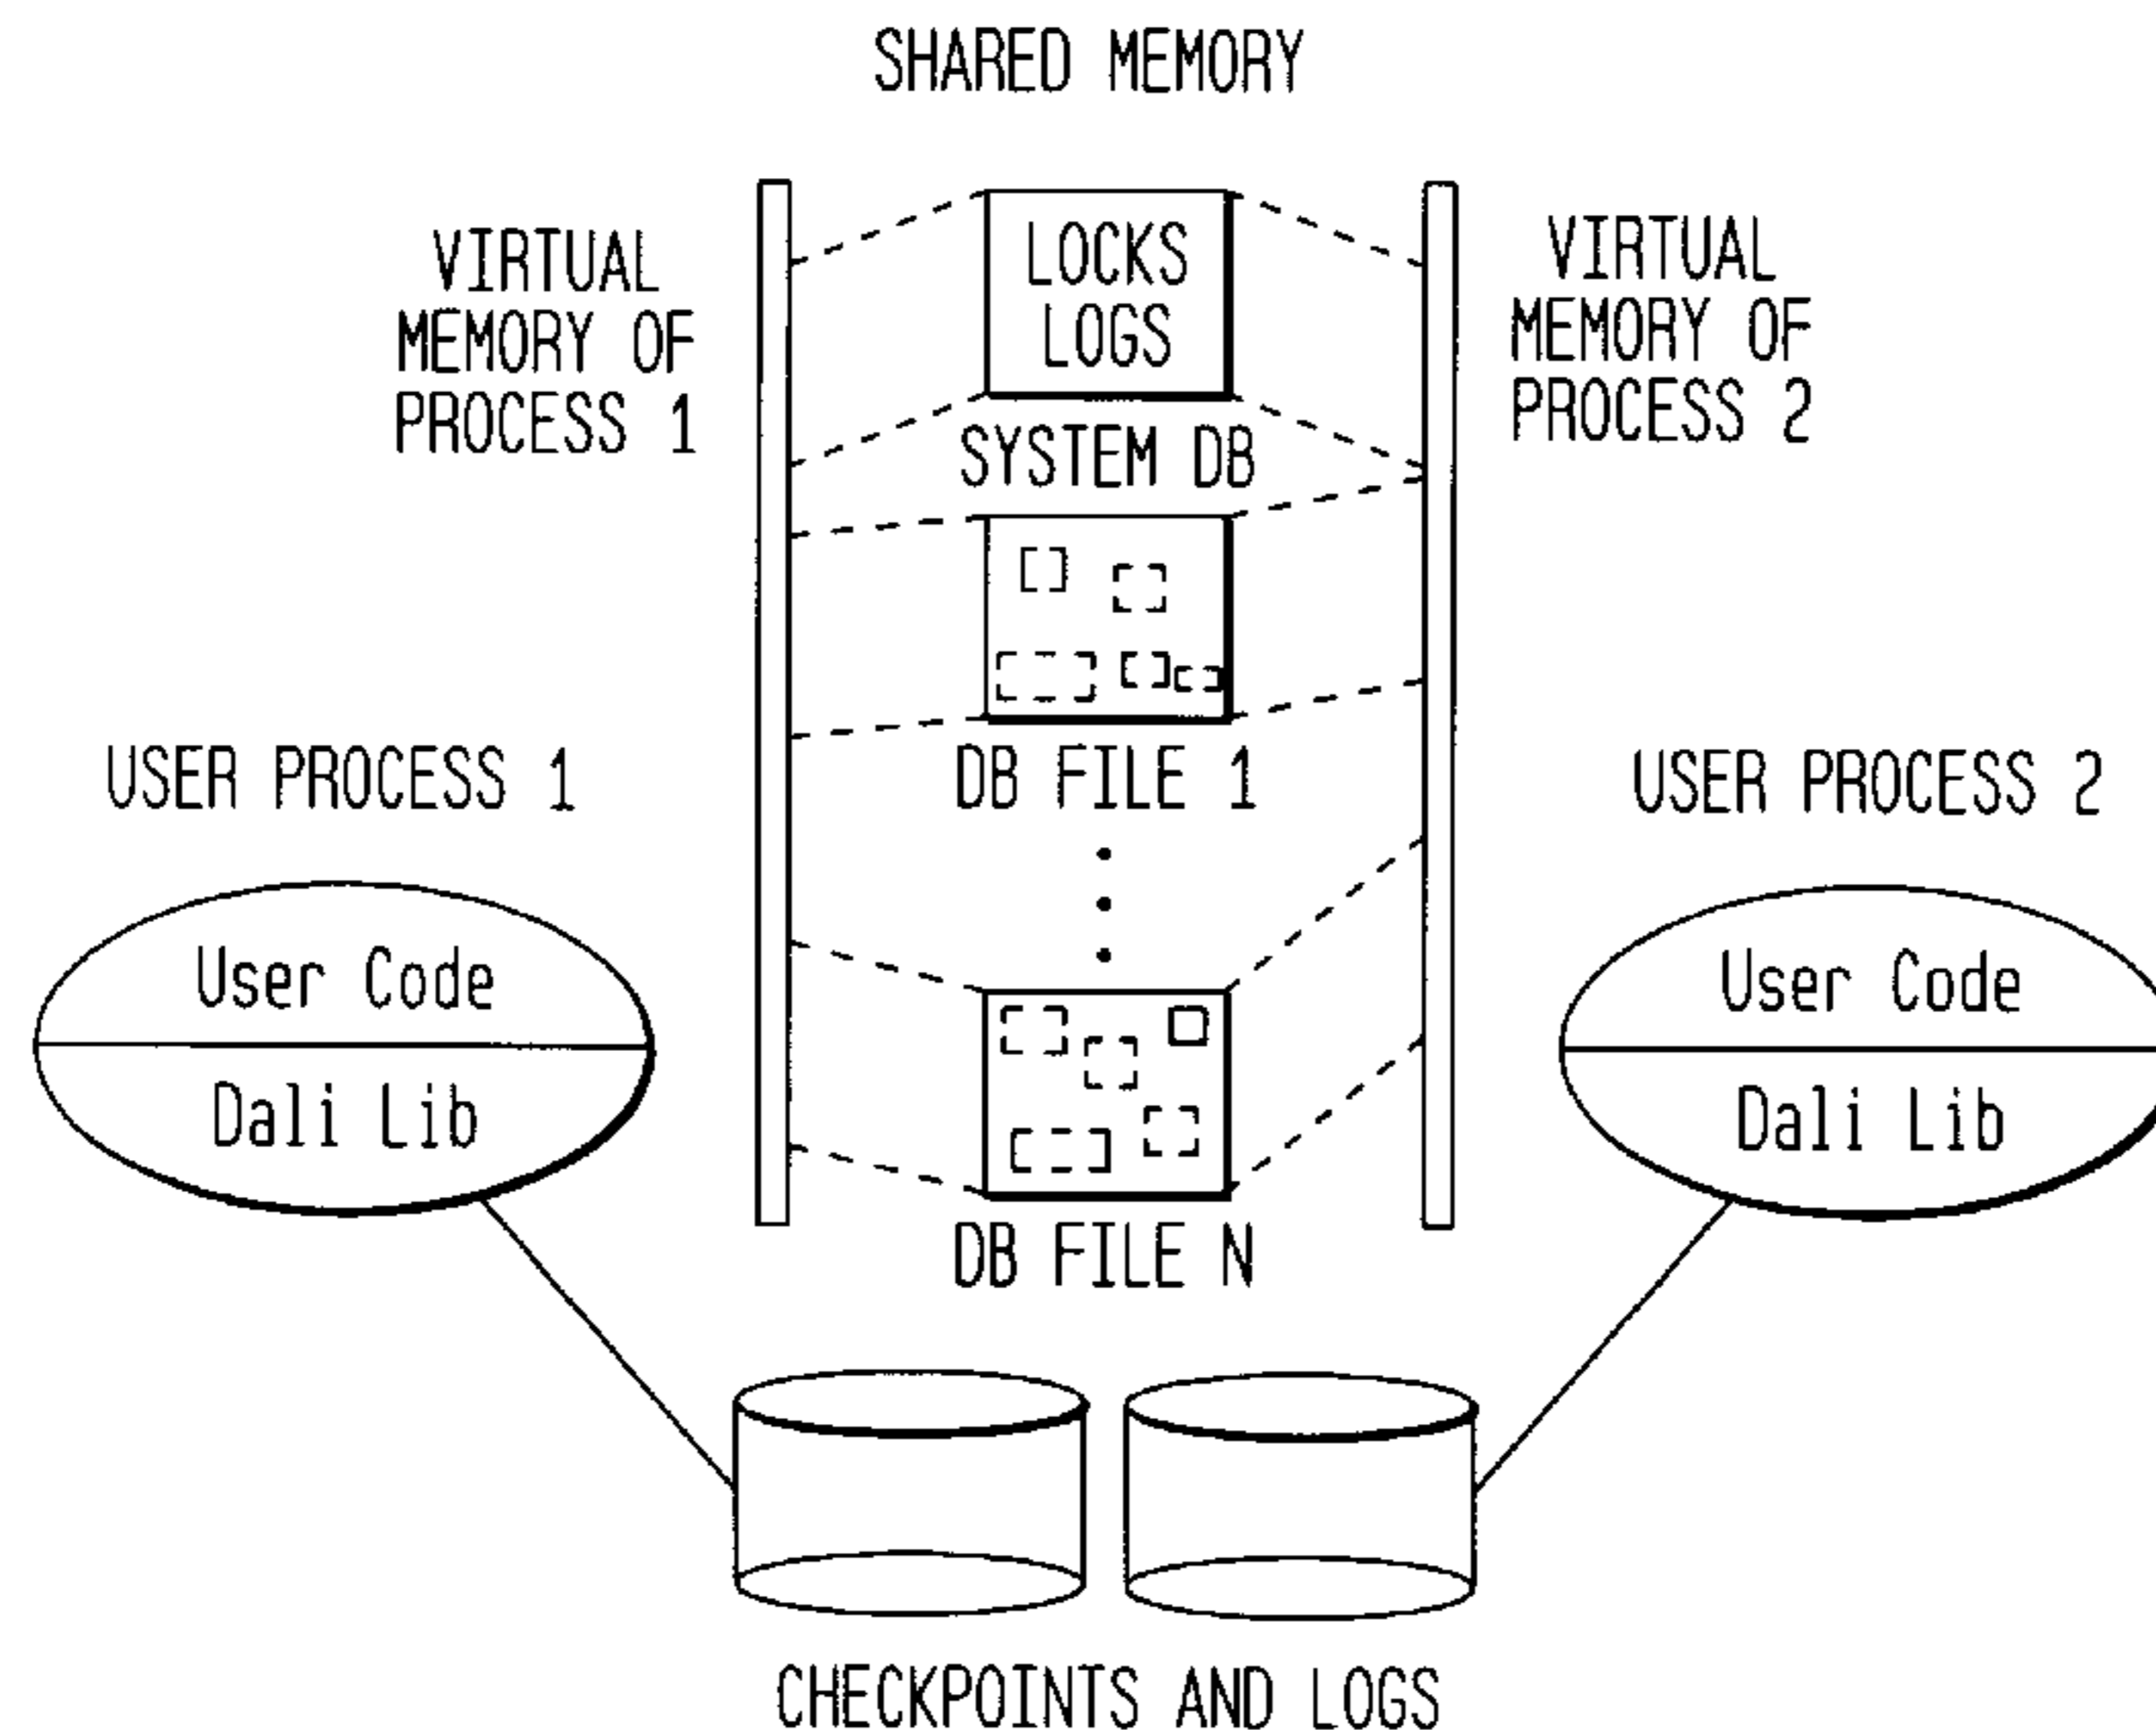 SHARED MEMORY
VIRTUAL
MEMORY OF
PROCESS 1
LOCKS
LOGS
SYSTEM DB
VIRTUAL
MEMORY OF
PROCESS 2
DB FILE 1
USER PROCESS 1
User Code
Dali Lib
USER PROCESS 2
User Code
Dali Lib
DB FILE N
CHECKPOINTS AND LOGS